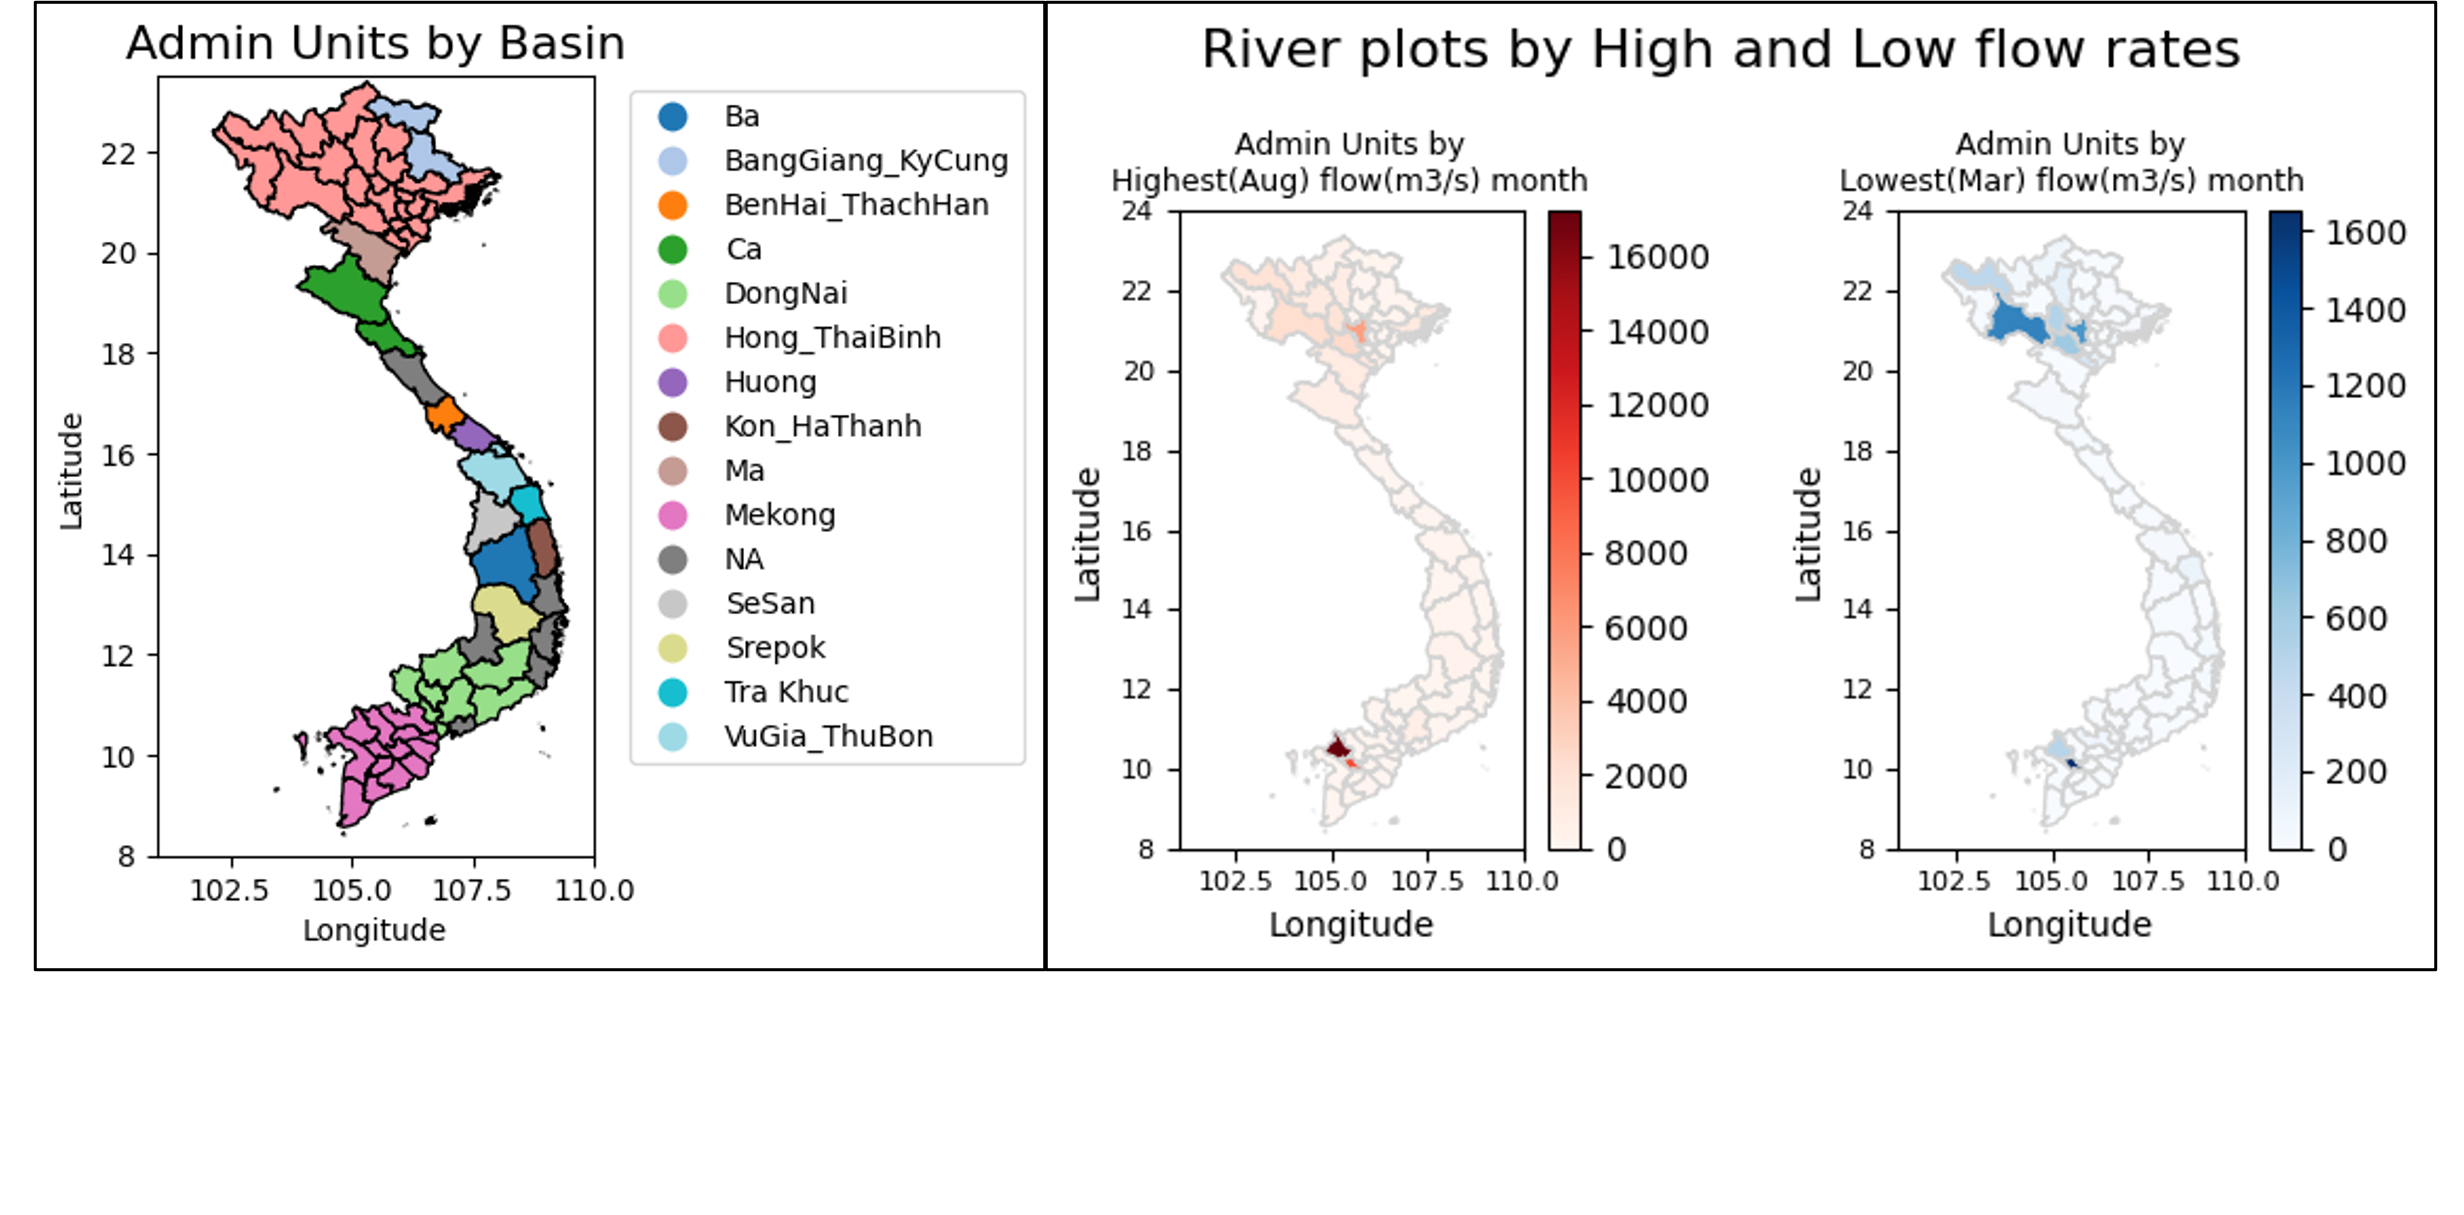 Admin Units by Basin
22
20
18
16
14
12
10
8
Latitude
102.5 105.0 107.5 110.0
Longitude
Ba
BangGiang_KyCung
BenHai_ThachHan
Ca
DongNai
Hong_ThaiBinh
Huong
Kon_HaThanh
Ma
Mekong
NA
SeSan
Srepok
Tra Khuc
VuGia_ThuBon
River plots by High and Low flow rates
Admin Units by
Highest(Aug) flow(m3/s) month
24
22
20
18
16
14
12
10
8
Latitude
102.5 105.0 107.5 110.0
Longitude
16000
14000
12000
10000
8000
6000
4000
2000
0
Admin Units by
Lowest(Mar) flow(m3/s) month
24
22
20
18
16
14
12
10
8
Latitude
102.5 105.0 107.5 110.0
Longitude
1600
1400
1200
1000
800
600
400
200
0